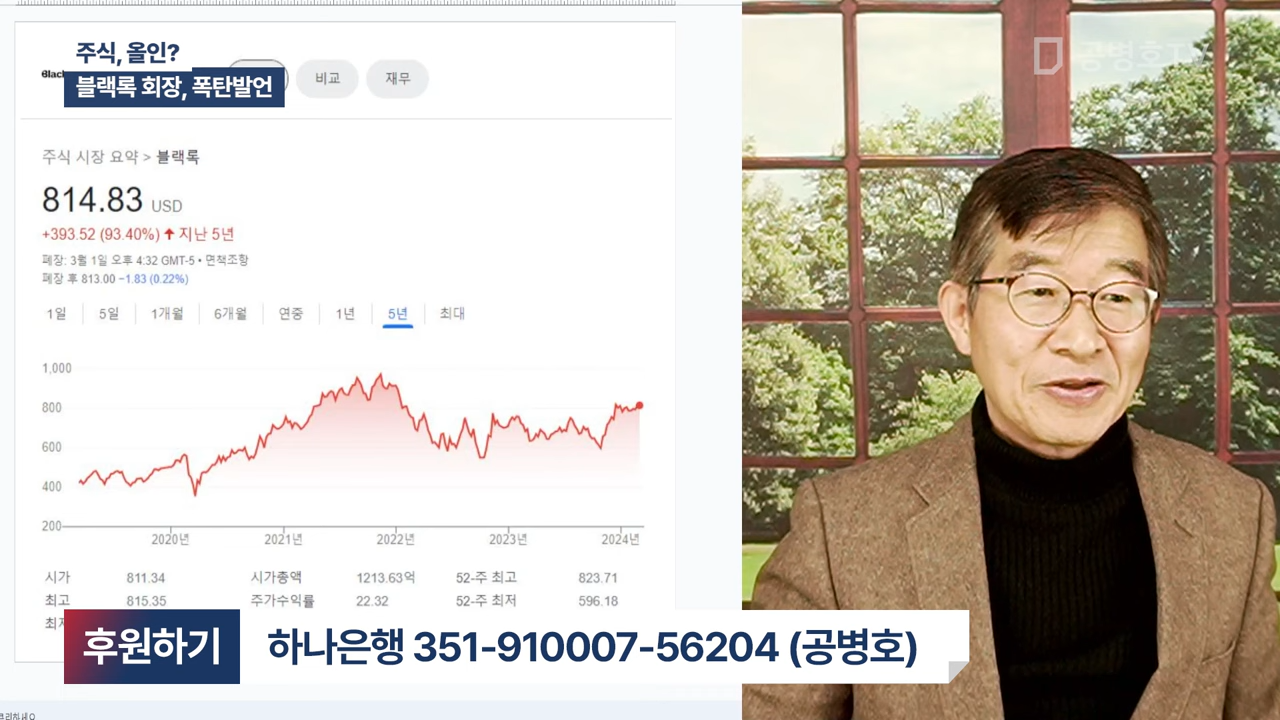 주식, 올인?
블랙록 회장, 폭탄발언
Black
비교
재무
공병호T
주식 시장 요약 > 블랙록
814.83 USD
+393.52 (93.40%) ↑ 지난 5년
폐장: 3월 1일 오후 4:32 GMT-5 • 면책조항
폐장 후 813.00 −1.83 (0.22%)
1일 5일 1개월 6개월 연중 1년 5년 최대
1,000
800
600
400
200
2020년 2021년 2022년 2023년 2024년
시가 811.34 시가총액 1213.63억 52-주 최고 823.71
최고 815.35 주가수익률 22.32 52-주 최저 596.18
후원하기 하나은행 351-910007-56204 (공병호)